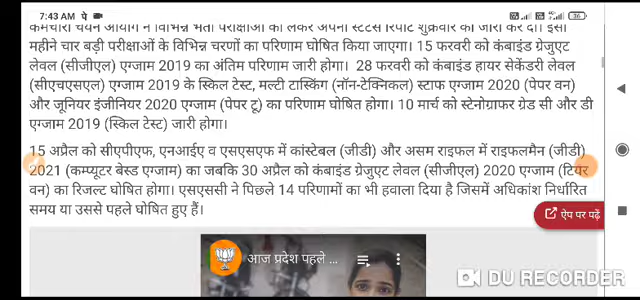 7:43 AM
36
कर्मचारी चयन आयोग ने विभिन्न भर्ती परीक्षाओं को लेकर अपनी स्टेटस रिपोर्ट शुक्रवार को जारी कर दी। इसी
महीने चार बड़ी परीक्षाओं के विभिन्न चरणों का परिणाम घोषित किया जाएगा। 15 फरवरी को कंबाइंड ग्रेजुएट
लेवल (सीजीएल) एग्जाम 2019 का अंतिम परिणाम जारी होगा। 28 फरवरी को कंबाइंड हायर सेकेंडरी लेवल
(सीएचएसएल) एग्जाम 2019 के स्किल टेस्ट, मल्टी टास्किंग (नॉन-टेक्निकल) स्टाफ एग्जाम 2020 (पेपर वन)
और जूनियर इंजीनियर 2020 एग्जाम (पेपर टू) का परिणाम घोषित होगा। 10 मार्च को स्टेनोग्राफर ग्रेड सी और डी
एग्जाम 2019 (स्किल टेस्ट) जारी होगा।
15 अप्रैल को सीएपीएफ, एनआईए व एसएसएफ में कांस्टेबल (जीडी) और असम राइफल में राइफलमैन (जीडी)
2021 (कम्प्यूटर बेस्ड एग्जाम) का जबकि 30 अप्रैल को कंबाइंड ग्रेजुएट लेवल (सीजीएल) 2020 एग्जाम (टियर
वन) का रिजल्ट घोषित होगा। एसएससी ने पिछले 14 परिणामों का भी हवाला दिया है जिसमें अधिकांश निर्धारित
समय या उससे पहले घोषित हुए हैं।
ऐप पर पढ़ें
आज प्रदेश पहले ...
DU RECORDER